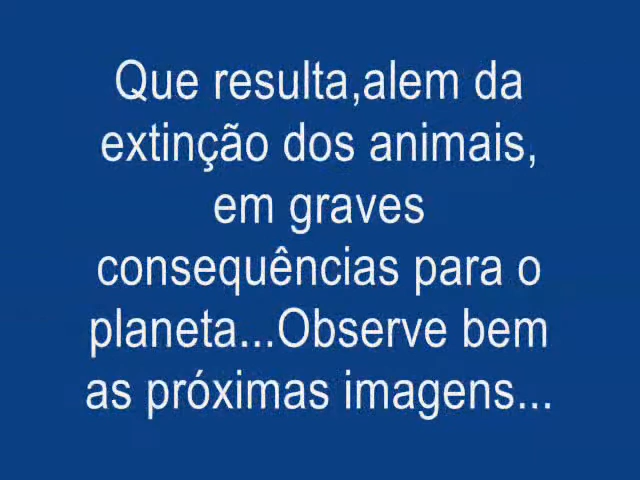 Que resulta,alem da
extinção dos animais,
em graves
consequências para o
planeta...Observe bem
as próximas imagens...